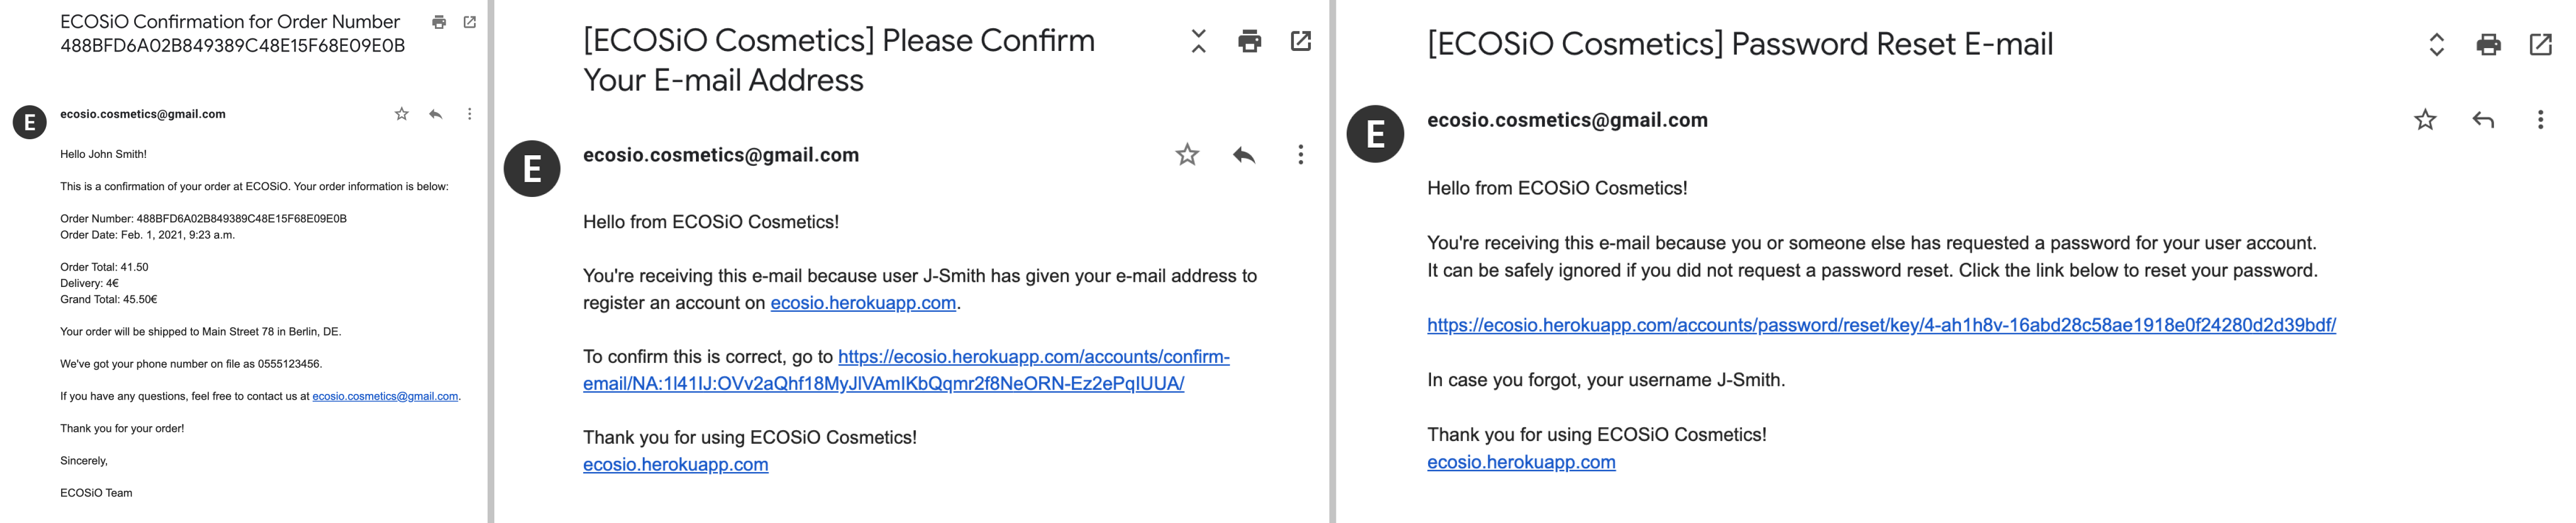 ECOSiO Confirmation for Order Number
488BFD6A02B849389C48E15F68E09E0B
E
ecosio.cosmetics@gmail.com
Hello John Smith!
This is a confirmation of your order at ECOSiO. Your order information is below:
Order Number: 488BFD6A02B849389C48E15F68E09E0B
Order Date: Feb. 1, 2021, 9:23 a.m.
Order Total: 41.50
Delivery: 4€
Grand Total: 45.50€
Your order will be shipped to Main Street 78 in Berlin, DE.
We've got your phone number on file as 0555123456.
If you have any questions, feel free to contact us at ecosio.cosmetics@gmail.com.
Thank you for your order!
Sincerely,
ECOSiO Team
[ECOSiO Cosmetics] Please Confirm
Your E-mail Address
E
ecosio.cosmetics@gmail.com
Hello from ECOSiO Cosmetics!
You're receiving this e-mail because user J-Smith has given your e-mail address to
register an account on ecosio.herokuapp.com.
To confirm this is correct, go to https://ecosio.herokuapp.com/accounts/confirm-
email/NA:1l41IJ:OVv2aQhf18MyJlVAmIKbQqmr2f8NeORN-Ez2ePqIUUA/
Thank you for using ECOSiO Cosmetics!
ecosio.herokuapp.com
[ECOSiO Cosmetics] Password Reset E-mail
E
ecosio.cosmetics@gmail.com
Hello from ECOSiO Cosmetics!
You're receiving this e-mail because you or someone else has requested a password for your user account.
It can be safely ignored if you did not request a password reset. Click the link below to reset your password.
https://ecosio.herokuapp.com/accounts/password/reset/key/4-ah1h8v-16abd28c58ae1918e0f24280d2d39bdf/
In case you forgot, your username J-Smith.
Thank you for using ECOSiO Cosmetics!
ecosio.herokuapp.com